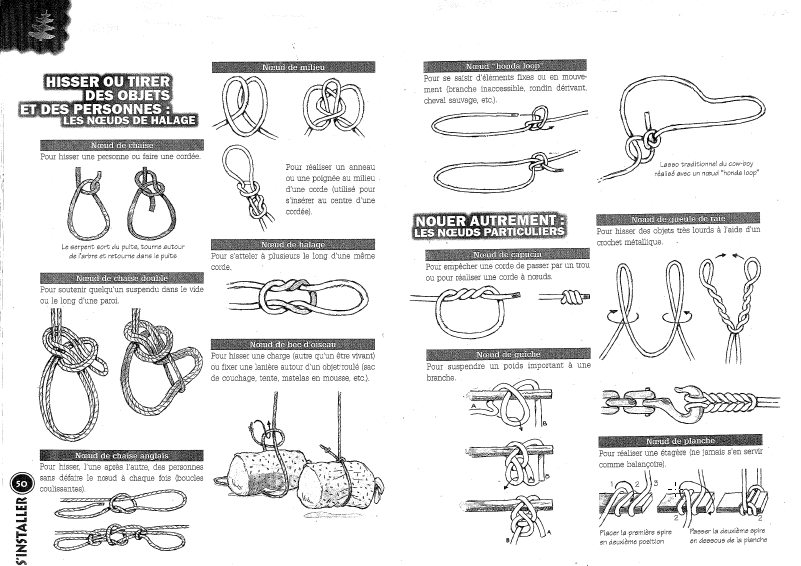 HISSER OU TIRER
DES OBJETS
ET DES PERSONNES :
LES NŒUDS DE HALAGE
Nœud de chaise
Pour hisser une personne ou faire une cordée.
Le serpent sort du puits, tourne autour
de l'arbre et retourne dans le puits
Nœud de chaise double
Pour soutenir quelqu'un suspendu dans le vide
ou le long d'une paroi.
Nœud de chaise anglais
Pour hisser, l'une après l'autre, des personnes
sans défaire le nœud à chaque fois (boucles
coulissantes).
50
S'INSTALLER
Nœud de milieu
Pour réaliser un anneau
ou une poignée au milieu
d'une corde (utilisé pour
s'insérer au centre d'une
cordée).
Nœud de halage
Pour s'atteler à plusieurs le long d'une même
corde.
Nœud de bec d'oiseau
Pour hisser une charge (autre qu'un être vivant)
ou fixer une lanière autour d'un objet roulé (sac
de couchage, tente, matelas en mousse, etc.).
Nœud "honda loop"
Pour se saisir d'éléments fixes ou en mouve-
ment (branche inaccessible, rondin dérivant,
cheval sauvage, etc.).
Lasso traditionnel du cow-boy
réalisé avec un nœud "honda loop"
NOUER AUTREMENT :
LES NŒUDS PARTICULIERS
Nœud de capucin
Pour empêcher une corde de passer par un trou
ou pour réaliser une corde à nœuds.
Nœud de guiche
Pour suspendre un poids important à une
branche.
A
B
B
A
Nœud de gueule de raie
Pour hisser des objets très lourds à l'aide d'un
crochet métallique.
Nœud de planche
Pour réaliser une étagère (ne jamais s'en servir
comme balançoire).
1 2 3
2
2
Placer la première spire
en deuxième position
Passer la deuxième spire
en dessous de la planche